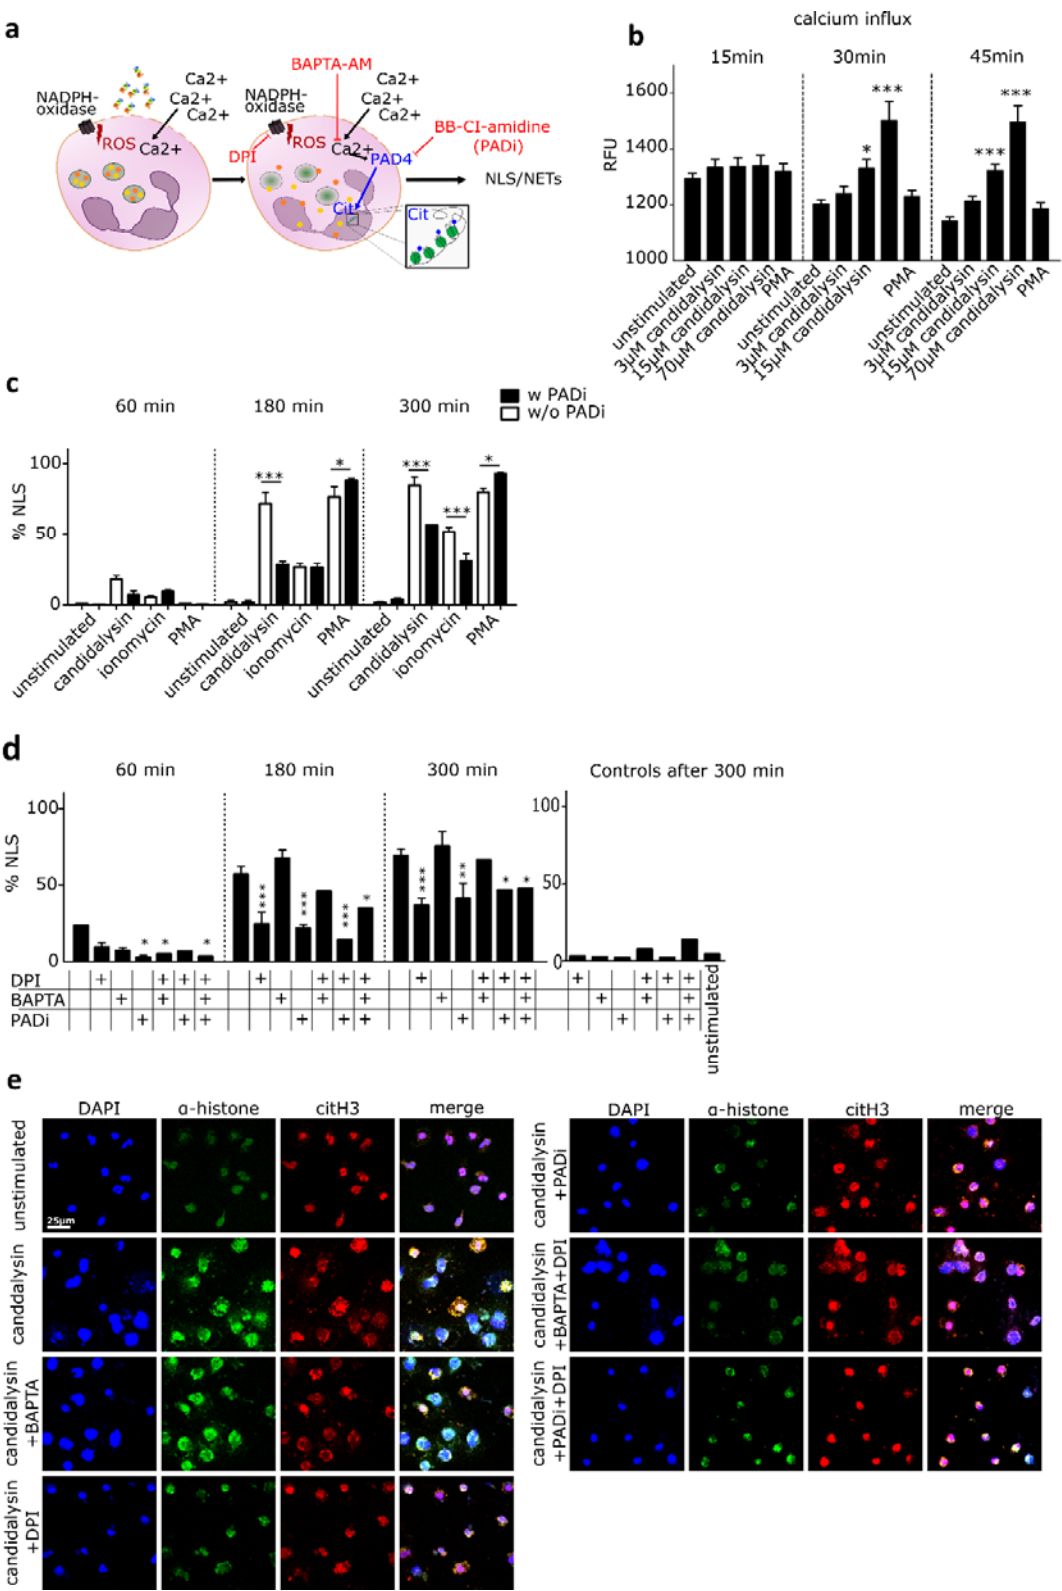 a
BAPTA-AM
Ca2+
Ca2+
Ca2+
NADPH-
oxidase
ROS
Ca2+
DPI
Ca2+
Ca2+
Ca2+
NADPH-
oxidase
ROS
Ca2+
PAD4
BB-CI-amidine
(PADi)
Cit
Cit
NLS/NETs
b
calcium influx
15min 30min 45min
RFU
1600
1400
1200
1000
* *** *** ***
unstimulated
3µM candidalysin
15µM candidalysin
70µM candidalysin
PMA
unstimulated
3µM candidalysin
15µM candidalysin
PMA
unstimulated
3µM candidalysin
15µM candidalysin
70µM candidalysin
PMA
c
60 min 180 min 300 min
w PADi
w/o PADi
% NLS
100
50
0
*** * *** *** *
unstimulated
candidalysin
ionomycin
PMA
unstimulated
candidalysin
ionomycin
PMA
unstimulated
candidalysin
ionomycin
PMA
d
60 min 180 min 300 min Controls after 300 min
% NLS
100
50
0
100
50
0
* * * *** *** *** * *** ** * *
DPI + + + + + + + + + + + + + + + +
BAPTA + + + + + + + + + + + +
PADi + + + + + + + + + + + +
unstimulated
e
DAPI α-histone citH3 merge
unstimulated
25µm
canddalysin
candidalysin
+BAPTA
candidalysin
+DPI
DAPI α-histone citH3 merge
candidalysin
+PADi
candidalysin
+BAPTA+DPI
candidalysin
+PADi+DPI